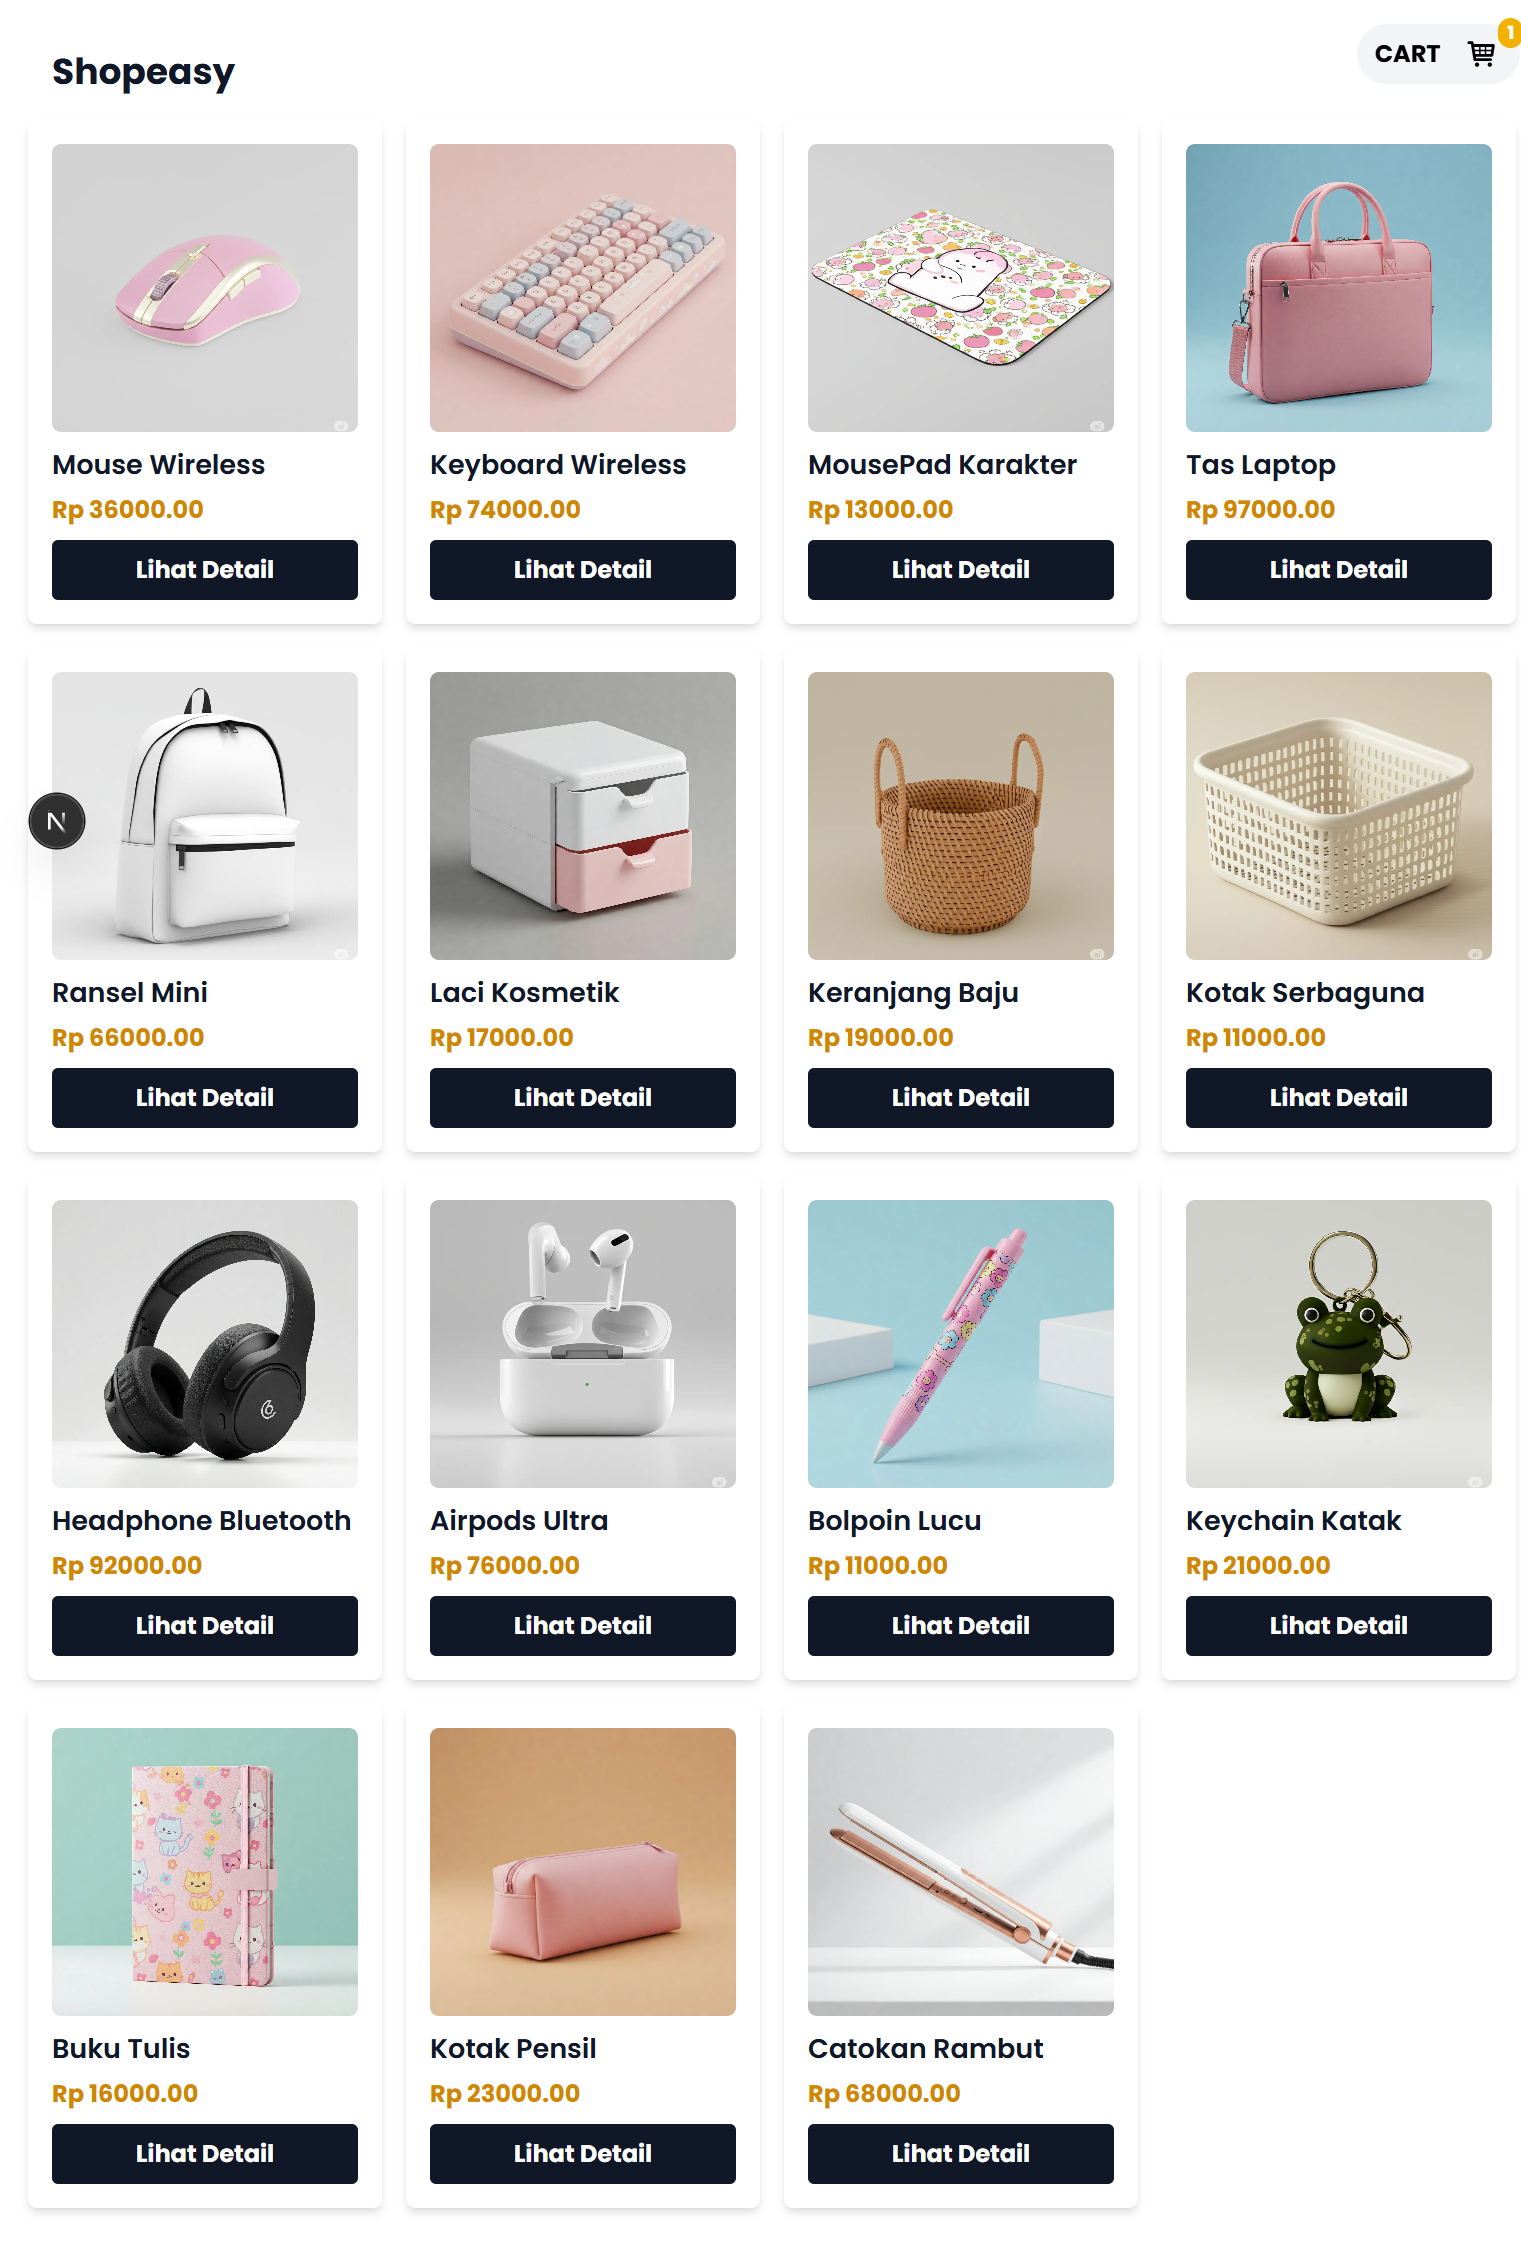 Shopeasy
CART
1
Mouse Wireless
Rp 36000.00
Lihat Detail
Keyboard Wireless
Rp 74000.00
Lihat Detail
MousePad Karakter
Rp 13000.00
Lihat Detail
Tas Laptop
Rp 97000.00
Lihat Detail
Ransel Mini
Rp 66000.00
Lihat Detail
Laci Kosmetik
Rp 17000.00
Lihat Detail
Keranjang Baju
Rp 19000.00
Lihat Detail
Kotak Serbaguna
Rp 11000.00
Lihat Detail
Headphone Bluetooth
Rp 92000.00
Lihat Detail
Airpods Ultra
Rp 76000.00
Lihat Detail
Bolpoin Lucu
Rp 11000.00
Lihat Detail
Keychain Katak
Rp 21000.00
Lihat Detail
Buku Tulis
Rp 16000.00
Lihat Detail
Kotak Pensil
Rp 23000.00
Lihat Detail
Catokan Rambut
Rp 68000.00
Lihat Detail